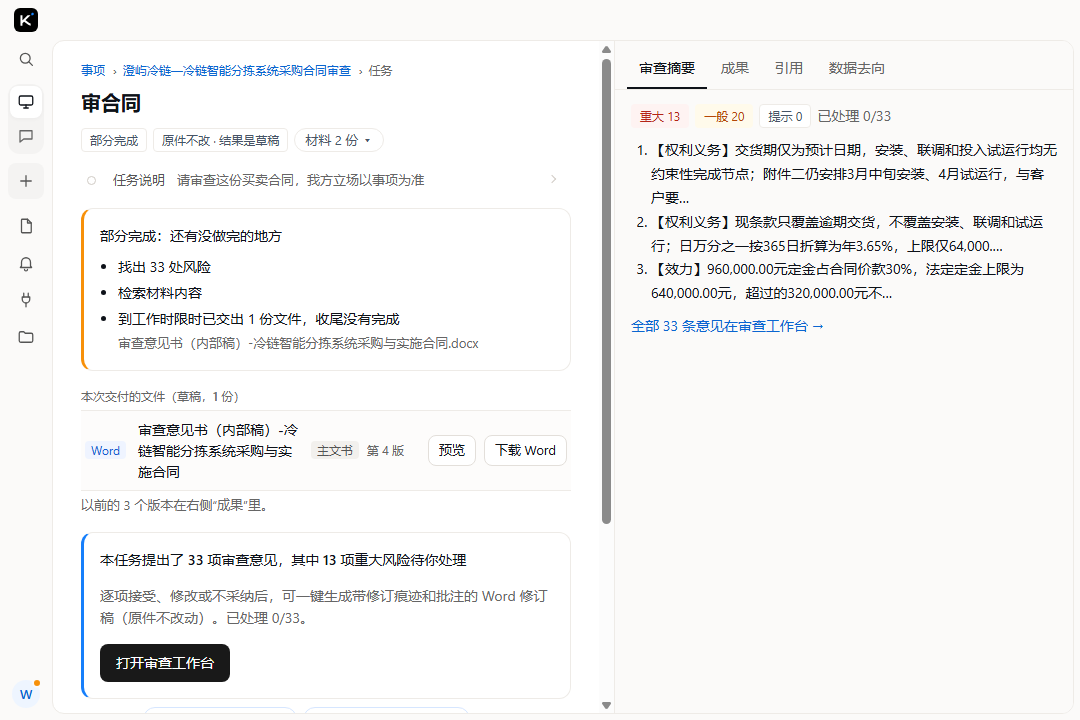 K
事项 › 澄屿冷链—冷链智能分拣系统采购合同审查 › 任务
审合同
部分完成
原件不改 · 结果是草稿
材料 2 份
任务说明 请审查这份买卖合同，我方立场以事项为准
部分完成：还有没做完的地方
找出 33 处风险
检索材料内容
到工作时限时已交出 1 份文件，收尾没有完成
审查意见书（内部稿）-冷链智能分拣系统采购与实施合同.docx
本次交付的文件（草稿，1 份）
Word
审查意见书（内部稿）-冷
链智能分拣系统采购与实
施合同
主文书
第 4 版
预览
下载 Word
以前的 3 个版本在右侧“成果”里。
本任务提出了 33 项审查意见，其中 13 项重大风险待你处理
逐项接受、修改或不采纳后，可一键生成带修订痕迹和批注的 Word 修订
稿（原件不改动）。已处理 0/33。
打开审查工作台
W
审查摘要
成果
引用
数据去向
重大 13
一般 20
提示 0
已处理 0/33
1. 【权利义务】交货期仅为预计日期，安装、联调和投入试运行均无
约束性完成节点；附件二仍安排3月中旬安装、4月试运行，与客
户要...
2. 【权利义务】现条款只覆盖逾期交货，不覆盖安装、联调和试运
行；日万分之一按365日折算为年3.65%，上限仅64,000....
3. 【效力】960,000.00元定金占合同价款30%，法定定金上限为
640,000.00元，超过的320,000.00元不...
全部 33 条意见在审查工作台 →